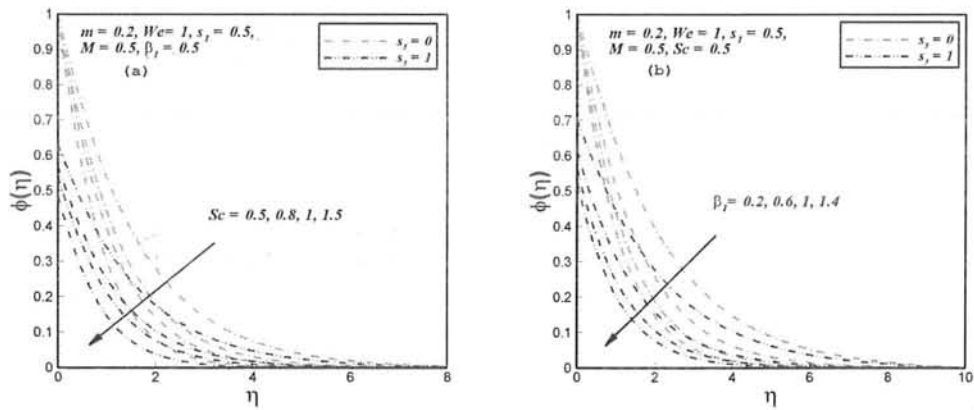 m = 0.2, We = 1, s₁ = 0.5,
M = 0.5, β₁ = 0.5
(a)
s₁ = 0
s₁ = 1
Sc = 0.5, 0.8, 1, 1.5
ϕ(η)
1
0.9
0.8
0.7
0.6
0.5
0.4
0.3
0.2
0.1
0
0 2 4 6 8
η
m = 0.2, We = 1, s₁ = 0.5,
M = 0.5, Sc = 0.5
(b)
s₁ = 0
s₁ = 1
β₁= 0.2, 0.6, 1, 1.4
ϕ(η)
1
0.9
0.8
0.7
0.6
0.5
0.4
0.3
0.2
0.1
0
0 2 4 6 8 10
η